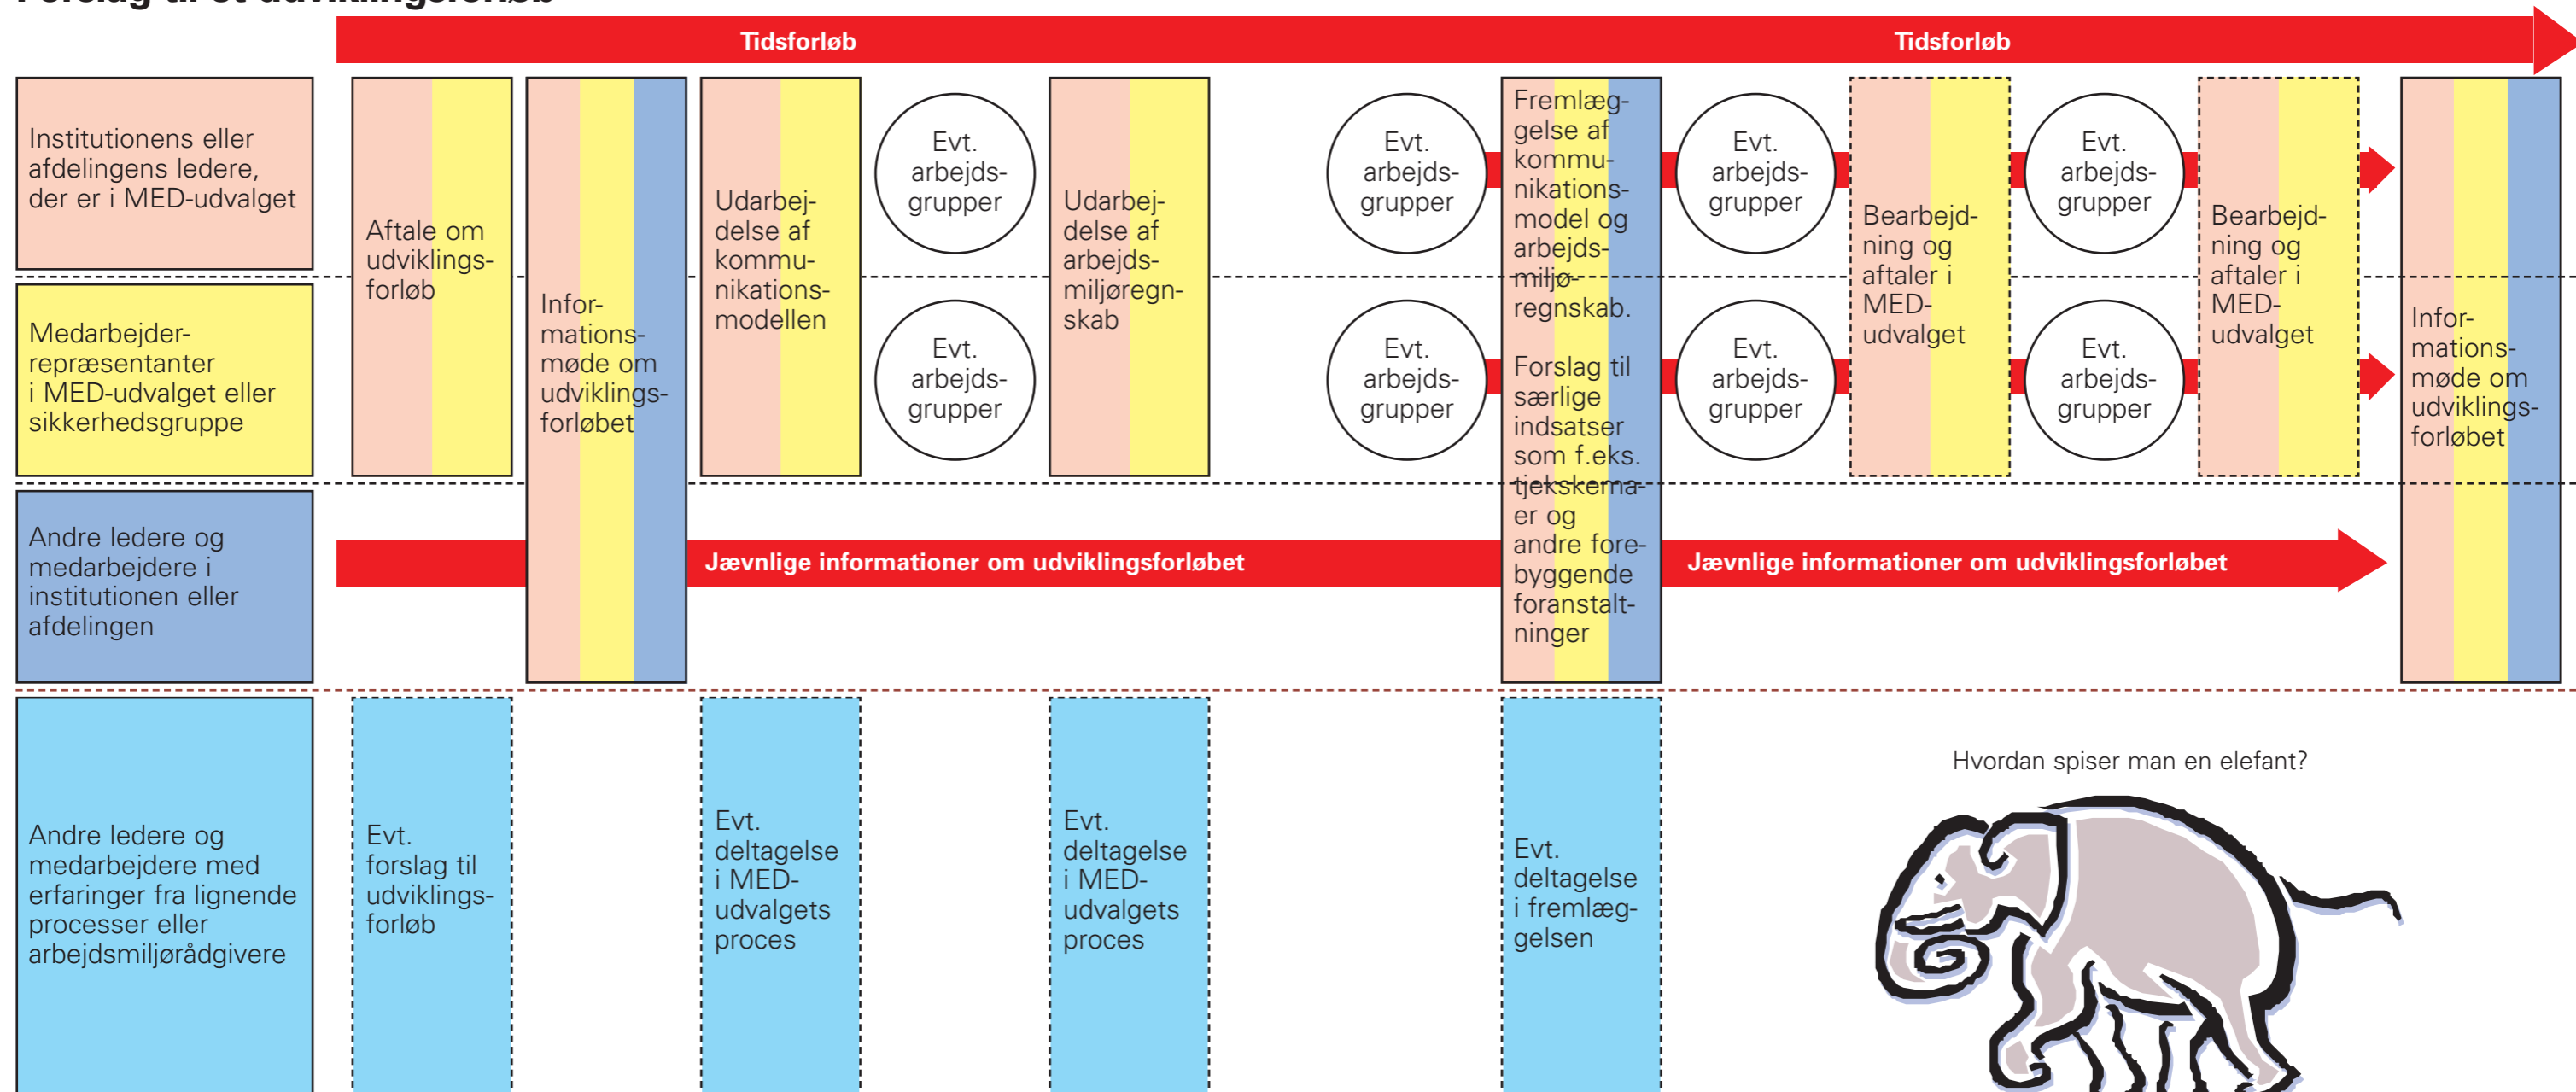 Forslag til et udviklingsforløb
Tidsforløb
Tidsforløb
Institutionens eller
afdelingens ledere,
der er i MED-udvalget
Medarbejder-
repræsentanter
i MED-udvalget eller
sikkerhedsgruppe
Andre ledere og
medarbejdere i
institutionen eller
afdelingen
Andre ledere og
medarbejdere med
erfaringer fra lignende
processer eller
arbejdsmiljørådgivere
Aftale om
udviklings-
forløb
Infor-
mations-
møde om
udviklings-
forløbet
Udarbej-
delse af
kommu-
nikations-
modellen
Evt.
arbejds-
grupper
Evt.
arbejds-
grupper
Udarbej-
delse af
arbejds-
miljøregn-
skab
Evt.
arbejds-
grupper
Evt.
arbejds-
grupper
Fremlæg-
gelse af
kommu-
nikations-
model og
arbejds-
miljø-
regnskab.
Forslag til
særlige
indsatser
som f.eks.
tjekskema-
er og
andre fore-
byggende
foranstalt-
ninger
Evt.
arbejds-
grupper
Evt.
arbejds-
grupper
Bearbejd-
ning og
aftaler i
MED-
udvalget
Evt.
arbejds-
grupper
Evt.
arbejds-
grupper
Bearbejd-
ning og
aftaler i
MED-
udvalget
Infor-
mations-
møde om
udviklings-
forløbet
Jævnlige informationer om udviklingsforløbet
Jævnlige informationer om udviklingsforløbet
Evt.
forslag til
udviklings-
forløb
Evt.
deltagelse
i MED-
udvalgets
proces
Evt.
deltagelse
i MED-
udvalgets
proces
Evt.
deltagelse
i fremlæg-
gelsen
Hvordan spiser man en elefant?